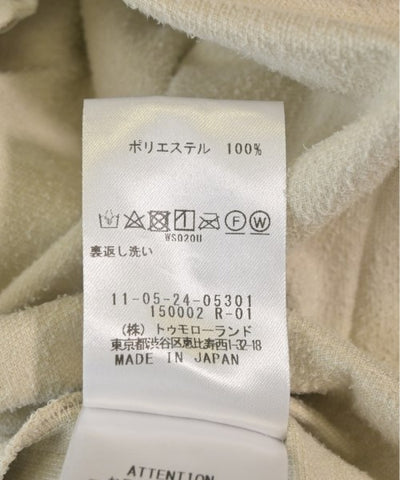 ポリエステル 100%
F W
WS020U
裏返し洗い
11-05-24-05301
150002 R-01
(株) トゥモローランド
東京都渋谷区恵比寿西1-32-18
MADE IN JAPAN
ATTENTION